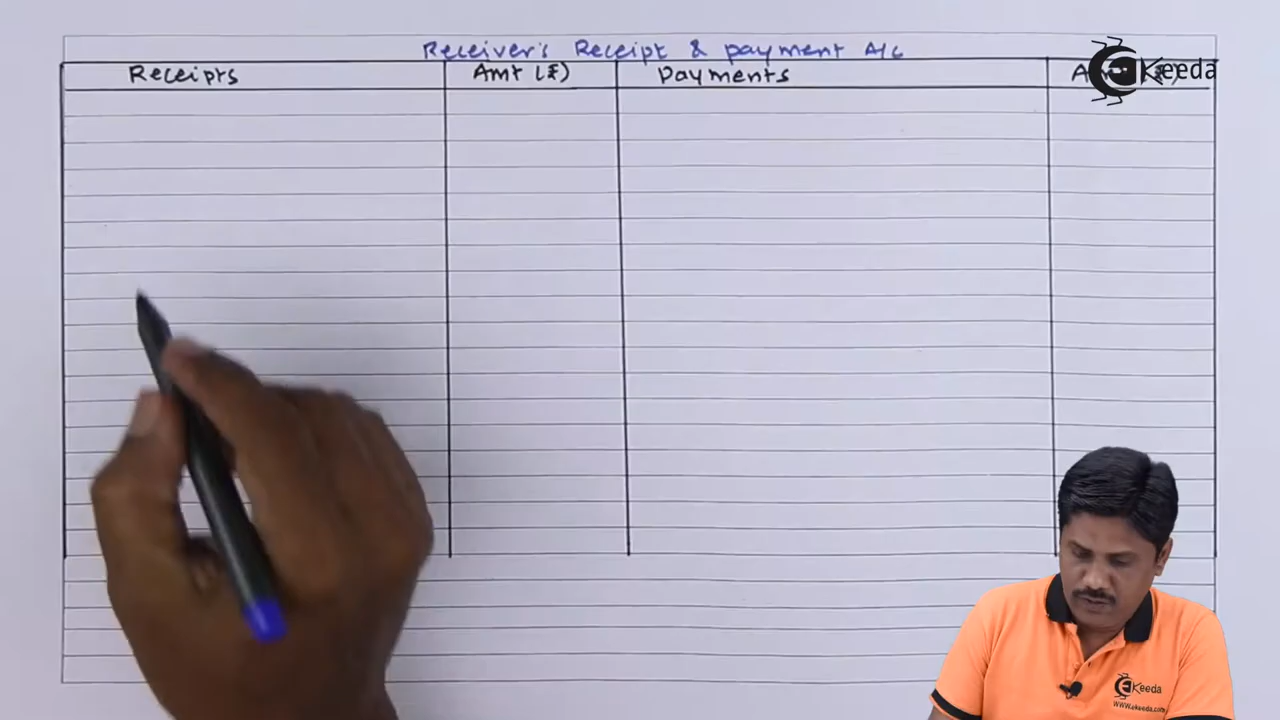 Receiver's Receipt & payment A/c
Receipts Amt (₹) Payments
Ekeeda
Ekeeda
www.ekeeda.com